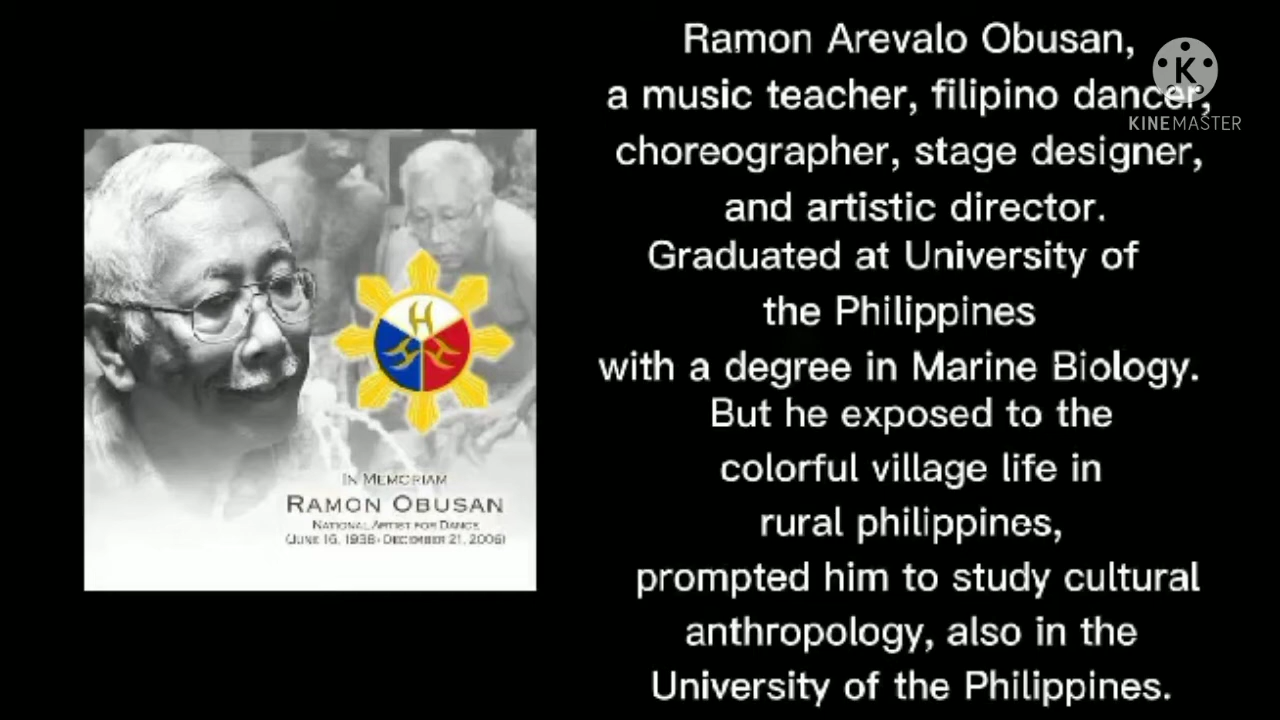 Ramon Arevalo Obusan,
a music teacher, filipino dancer,
choreographer, stage designer,
and artistic director.
Graduated at University of
the Philippines
with a degree in Marine Biology.
But he exposed to the
colorful village life in
rural philippines,
prompted him to study cultural
anthropology, also in the
University of the Philippines.
K
KINEMASTER
H
IN MEMORIAM
RAMON OBUSAN
NATIONAL ARTIST FOR DANCE
(JUNE 16, 1938- DECEMBER 21, 2006)